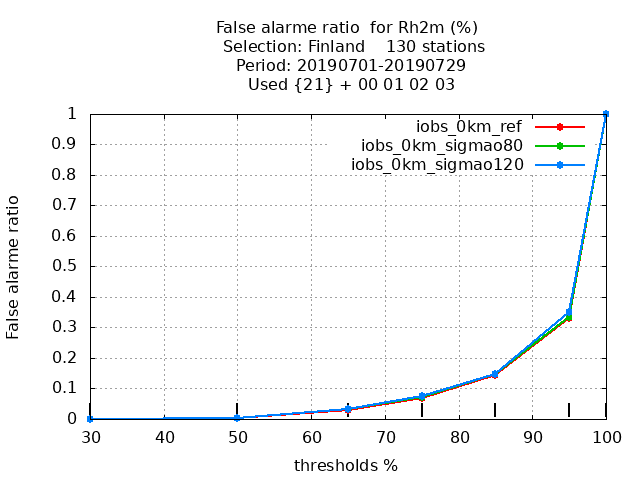 False alarme ratio  for Rh2m (%)
Selection: Finland    130 stations
Period: 20190701-20190729
Used {21} + 00 01 02 03
iobs_0km_ref
iobs_0km_sigmao80
iobs_0km_sigmao120
False alarme ratio
1
0.9
0.8
0.7
0.6
0.5
0.4
0.3
0.2
0.1
0
30 40 50 60 70 80 90 100
thresholds %